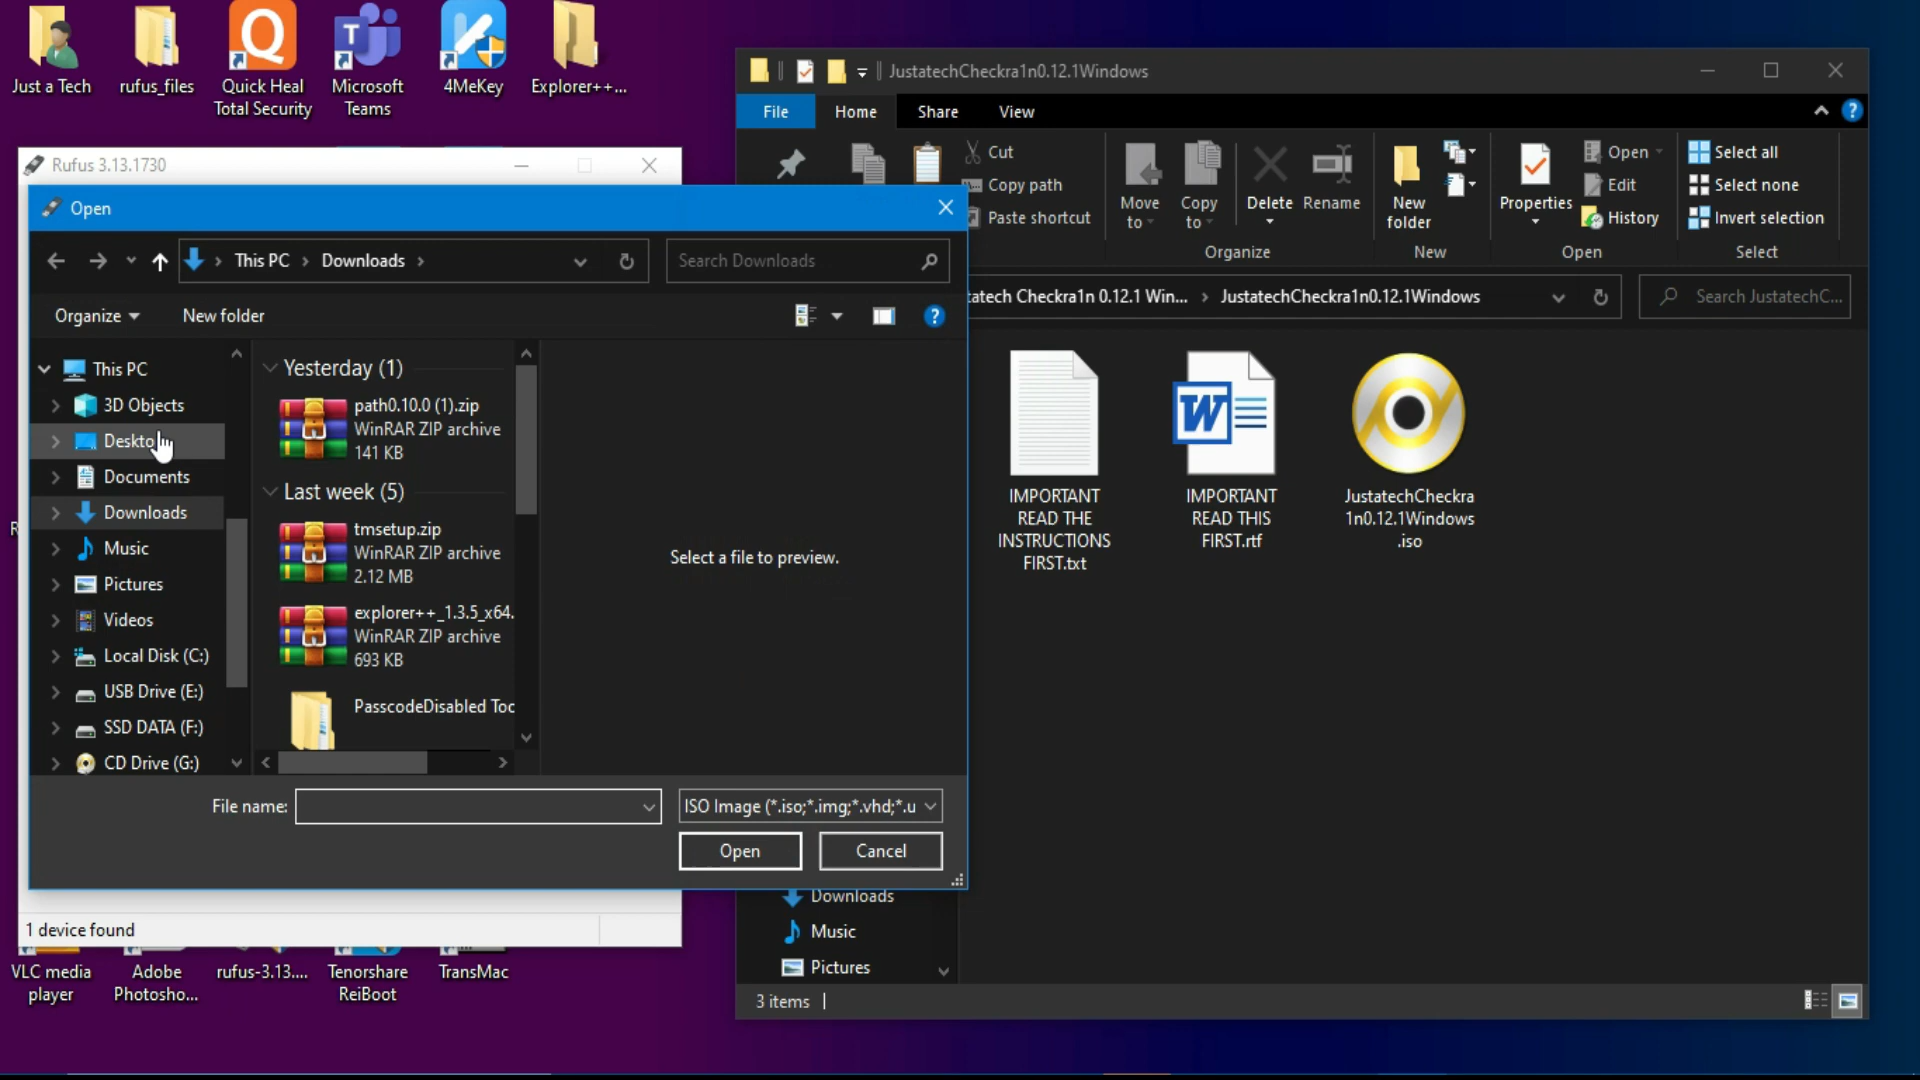 Just a Tech
rufus_files
Quick Heal
Total Security
Microsoft
Teams
4MeKey
Explorer++...
Rufus 3.13.1730
Open
This PC
Downloads
Search Downloads
Organize
New folder
This PC
3D Objects
Deskto
Documents
Downloads
Music
Pictures
Videos
Local Disk (C:)
USB Drive (E:)
SSD DATA (F:)
CD Drive (G:)
Yesterday (1)
path0.10.0 (1).zip
WinRAR ZIP archive
141 KB
Last week (5)
tmsetup.zip
WinRAR ZIP archive
2.12 MB
explorer++_1.3.5_x64.
WinRAR ZIP archive
693 KB
PasscodeDisabled Toc
Select a file to preview.
File name:
ISO Image (*.iso;*.img;*.vhd;*.u
Open
Cancel
1 device found
VLC media
player
Adobe
Photosho...
rufus-3.13....
Tenorshare
ReiBoot
TransMac
JustatechCheckra1n0.12.1Windows
File
Home
Share
View
Cut
Copy path
Paste shortcut
Move
to
Copy
to
Delete
Rename
Organize
New
folder
New
Properties
Open
Edit
History
Open
Select all
Select none
Invert selection
Select
tatech Checkra1n 0.12.1 Win...
JustatechCheckra1n0.12.1Windows
Search JustatechC...
IMPORTANT
READ THE
INSTRUCTIONS
FIRST.txt
IMPORTANT
READ THIS
FIRST.rtf
JustatechCheckra
1n0.12.1Windows
.iso
Downloads
Music
Pictures
3 items